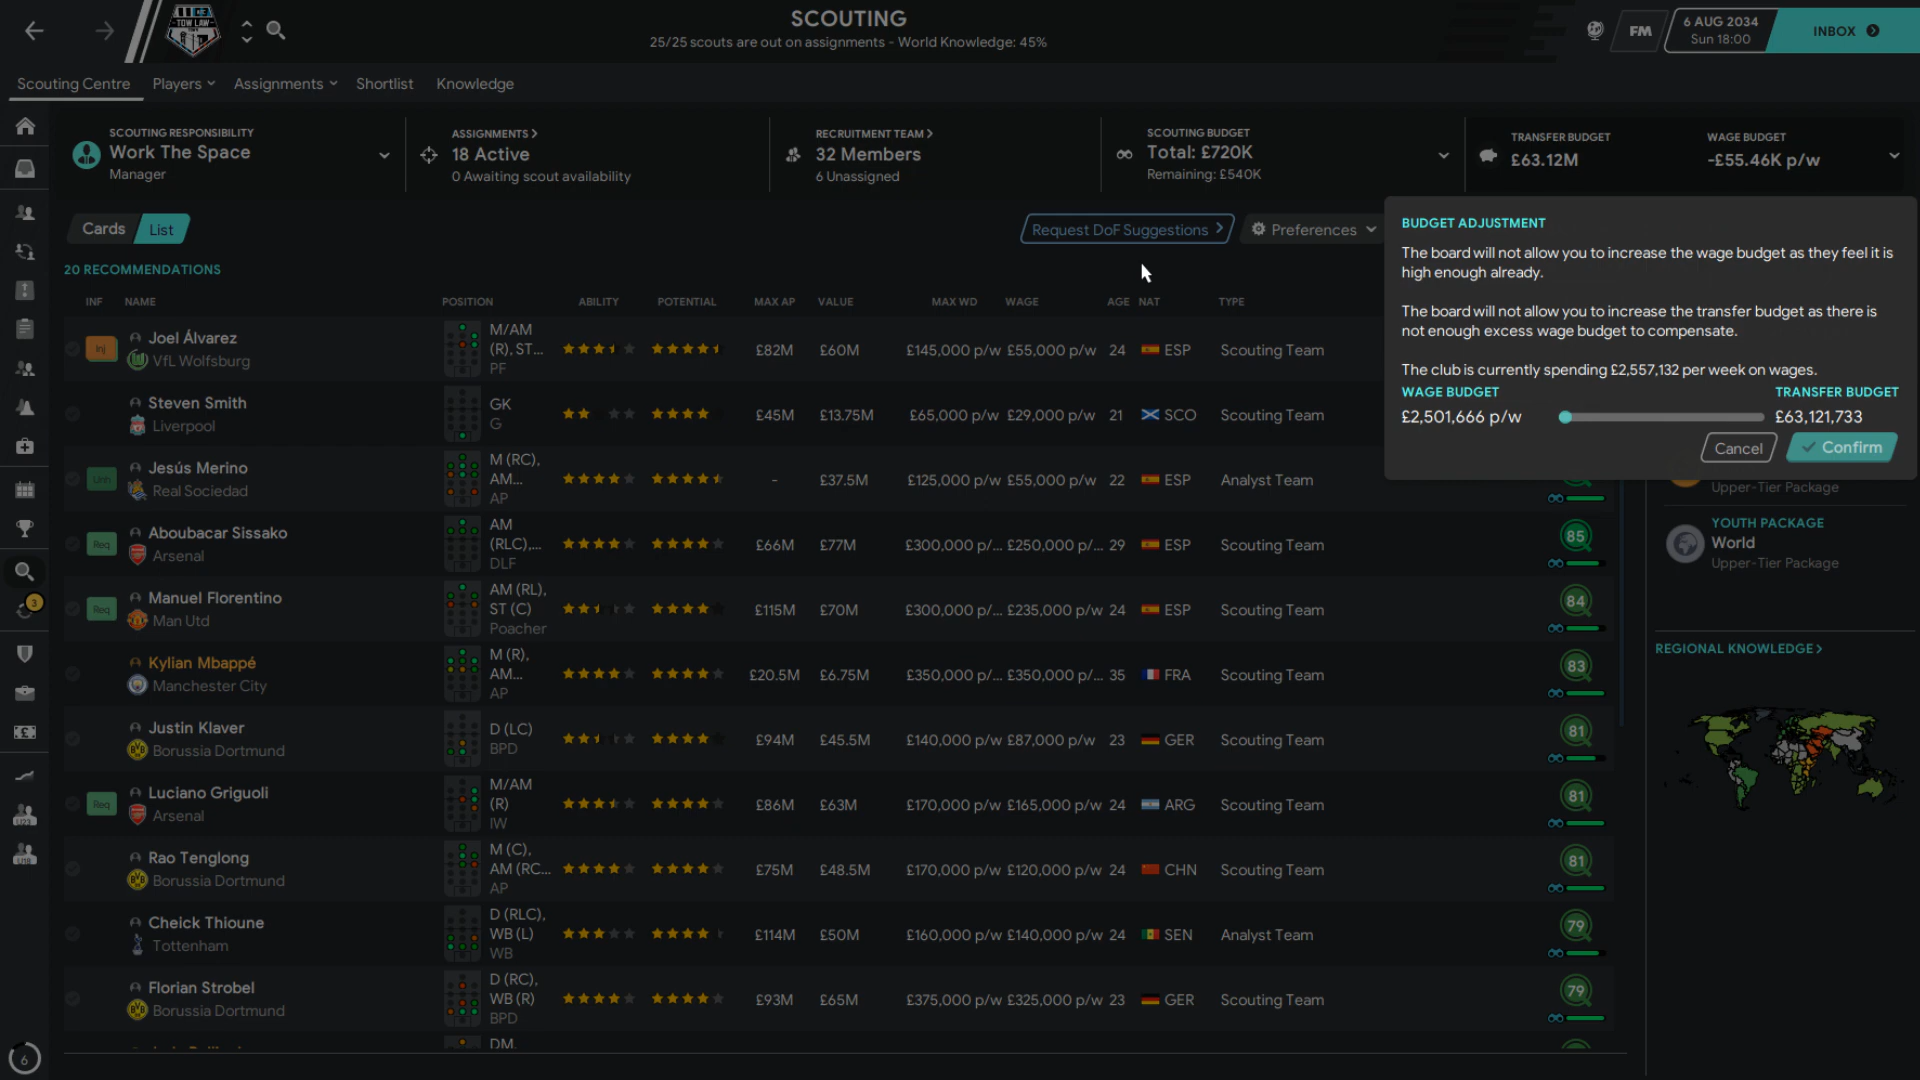 SCOUTING
25/25 scouts are out on assignments - World Knowledge: 45%
TOW LAW
FM
6 AUG 2034
Sun 18:00
INBOX
Scouting Centre
Players
Assignments
Shortlist
Knowledge
SCOUTING RESPONSIBILITY
Work The Space
Manager
ASSIGNMENTS
18 Active
0 Awaiting scout availability
RECRUITMENT TEAM
32 Members
6 Unassigned
SCOUTING BUDGET
Total: £720K
Remaining: £540K
TRANSFER BUDGET
£63.12M
WAGE BUDGET
-£55.46K p/w
Cards
List
Request DoF Suggestions
Preferences
BUDGET ADJUSTMENT
The board will not allow you to increase the wage budget as they feel it is
high enough already.
The board will not allow you to increase the transfer budget as there is
not enough excess wage budget to compensate.
The club is currently spending £2,557,132 per week on wages.
WAGE BUDGET
TRANSFER BUDGET
£2,501,666 p/w
£63,121,733
Cancel
Confirm
20 RECOMMENDATIONS
INF NAME POSITION ABILITY POTENTIAL MAX AP VALUE MAX WD WAGE AGE NAT TYPE
Inj Joel Álvarez
VfL Wolfsburg
M/AM
(R), ST...
PF
£82M £60M £145,000 p/w £55,000 p/w 24 ESP Scouting Team
Steven Smith
Liverpool
GK
G
£45M £13.75M £65,000 p/w £29,000 p/w 21 SCO Scouting Team
Unh Jesús Merino
Real Sociedad
M (RC),
AM...
AP
- £37.5M £125,000 p/w £55,000 p/w 22 ESP Analyst Team
Req Aboubacar Sissako
Arsenal
AM
(RLC),...
DLF
£66M £77M £300,000 p/... £250,000 p/... 29 ESP Scouting Team 85
Req Manuel Florentino
Man Utd
AM (RL),
ST (C)
Poacher
£115M £70M £300,000 p/... £235,000 p/w 24 ESP Scouting Team 84
Kylian Mbappé
Manchester City
M (R),
AM...
AP
£20.5M £6.75M £350,000 p/... £350,000 p/... 35 FRA Scouting Team 83
Justin Klaver
Borussia Dortmund
D (LC)
BPD
£94M £45.5M £140,000 p/w £87,000 p/w 23 GER Scouting Team 81
Req Luciano Griguoli
Arsenal
M/AM
(R)
IW
£86M £63M £170,000 p/w £165,000 p/w 24 ARG Scouting Team 81
Rao Tenglong
Borussia Dortmund
M (C),
AM (RC...
AP
£75M £48.5M £170,000 p/w £120,000 p/w 24 CHN Scouting Team 81
Cheick Thioune
Tottenham
D (RLC),
WB (L)
WB
£114M £50M £160,000 p/w £140,000 p/w 24 SEN Analyst Team 79
Florian Strobel
Borussia Dortmund
D (RC),
WB (R)
BPD
£93M £65M £375,000 p/w £325,000 p/w 23 GER Scouting Team 79
DM,
Upper-Tier Package
YOUTH PACKAGE
World
Upper-Tier Package
REGIONAL KNOWLEDGE
3
U23
U18
6